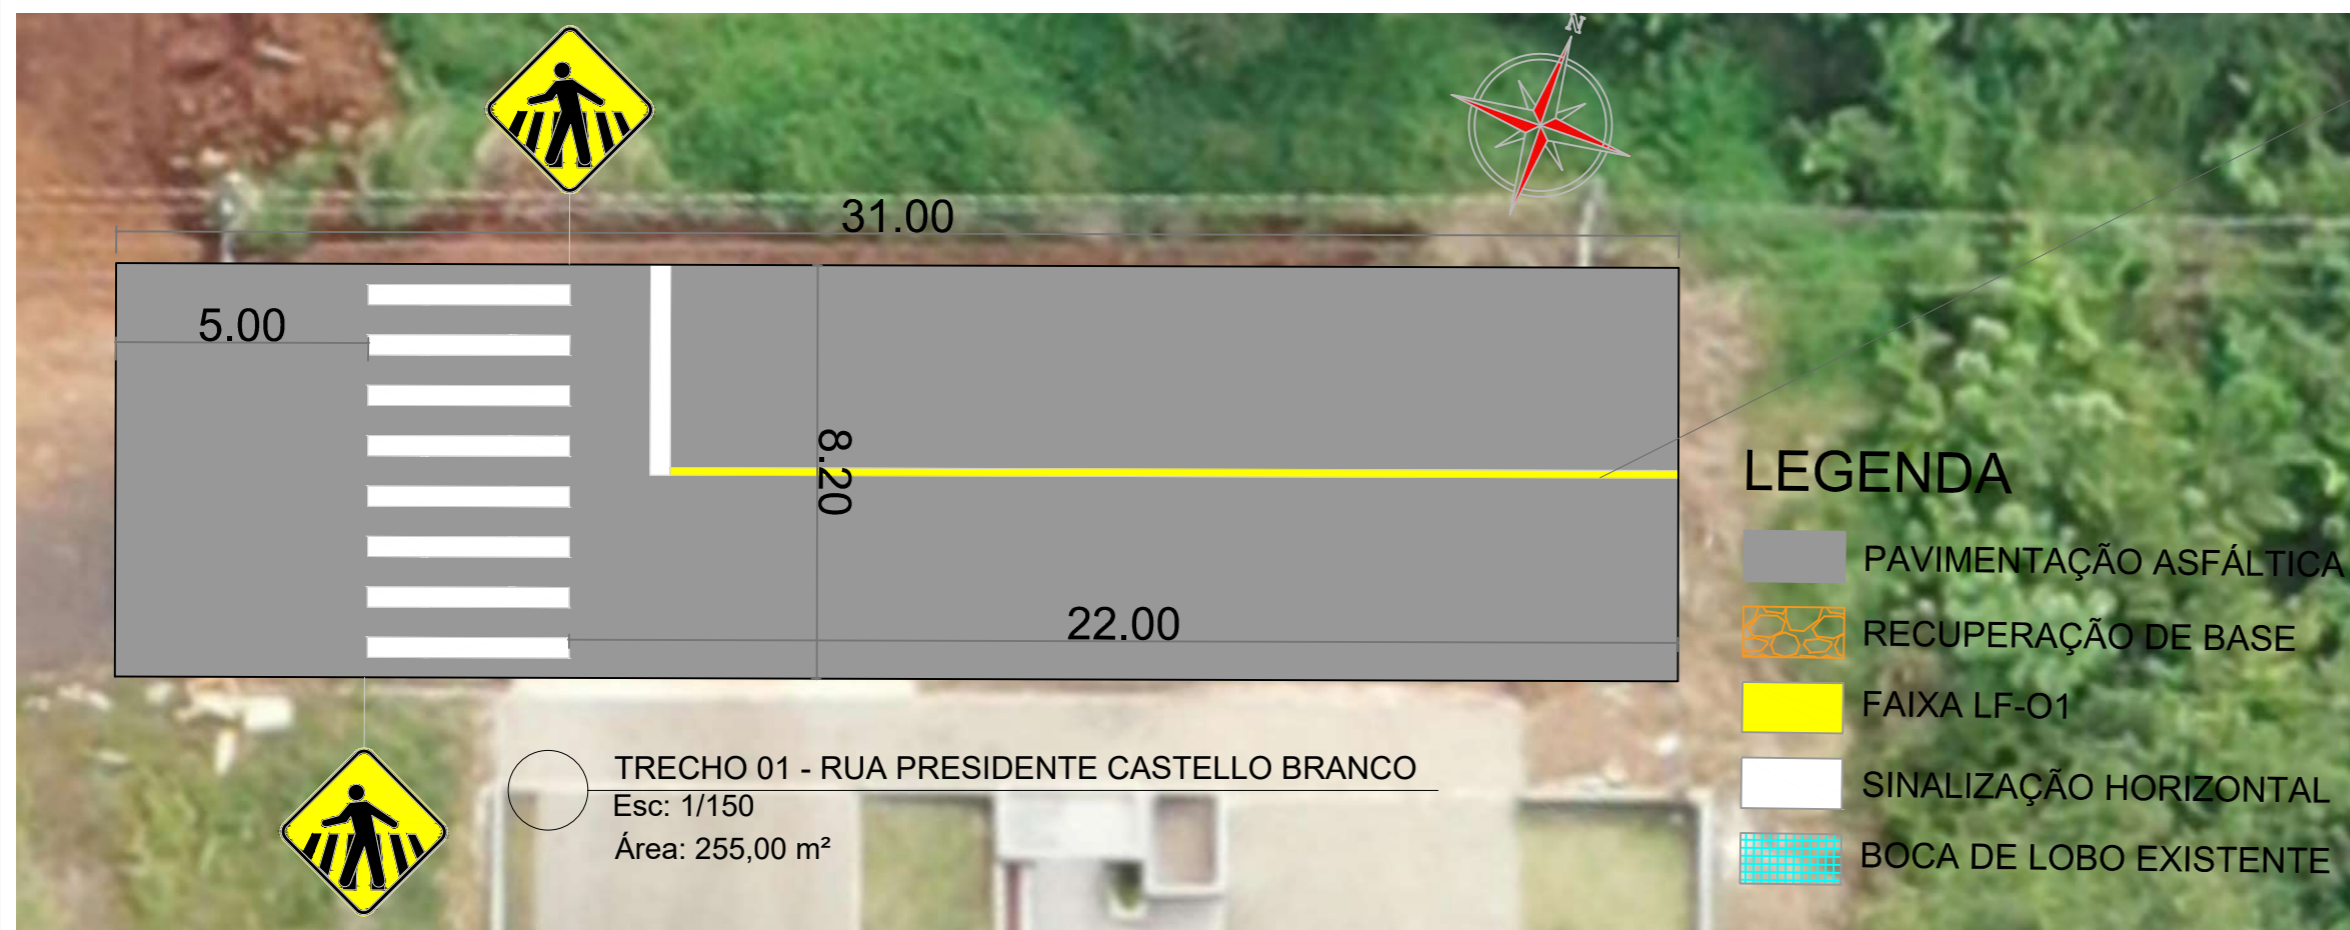 N
31.00
5.00
8.20
22.00
LEGENDA
PAVIMENTAÇÃO ASFÁLTICA
RECUPERAÇÃO DE BASE
FAIXA LF-O1
SINALIZAÇÃO HORIZONTAL
BOCA DE LOBO EXISTENTE
TRECHO 01 - RUA PRESIDENTE CASTELLO BRANCO
Esc: 1/150
Área: 255,00 m²